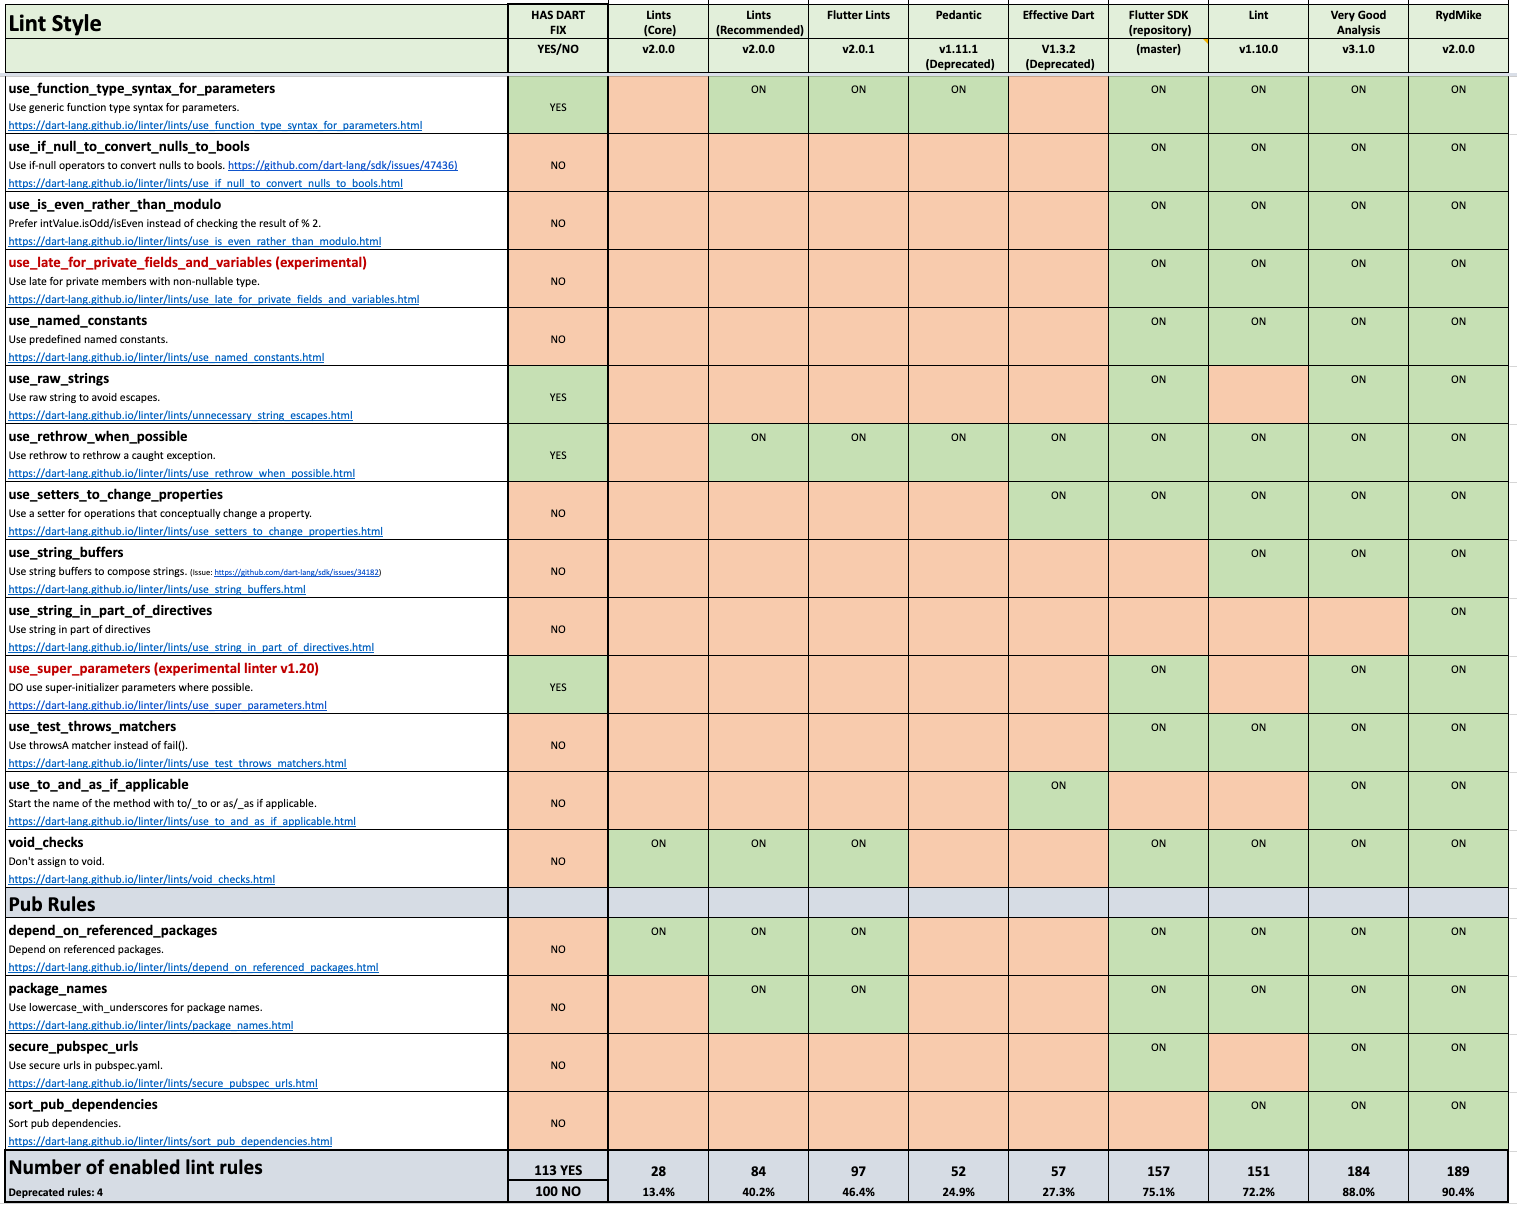 Lint Style HAS DART FIX Lints (Core) Lints (Recommended) Flutter Lints Pedantic Effective Dart Flutter SDK (repository) Lint Very Good Analysis RydMike
YES/NO v2.0.0 v2.0.0 v2.0.1 v1.11.1 (Deprecated) V1.3.2 (Deprecated) (master) v1.10.0 v3.1.0 v2.0.0
use_function_type_syntax_for_parameters ON ON ON ON ON ON ON
Use generic function type syntax for parameters. YES
https://dart-lang.github.io/linter/lints/use_function_type_syntax_for_parameters.html
use_if_null_to_convert_nulls_to_bools ON ON ON ON
Use if-null operators to convert nulls to bools. https://github.com/dart-lang/sdk/issues/47436) NO
https://dart-lang.github.io/linter/lints/use_if_null_to_convert_nulls_to_bools.html
use_is_even_rather_than_modulo ON ON ON ON
Prefer intValue.isOdd/isEven instead of checking the result of % 2. NO
https://dart-lang.github.io/linter/lints/use_is_even_rather_than_modulo.html
use_late_for_private_fields_and_variables (experimental) ON ON ON ON
Use late for private members with non-nullable type. NO
https://dart-lang.github.io/linter/lints/use_late_for_private_fields_and_variables.html
use_named_constants ON ON ON ON
Use predefined named constants. NO
https://dart-lang.github.io/linter/lints/use_named_constants.html
use_raw_strings ON ON ON
Use raw string to avoid escapes. YES
https://dart-lang.github.io/linter/lints/unnecessary_string_escapes.html
use_rethrow_when_possible ON ON ON ON ON ON ON ON
Use rethrow to rethrow a caught exception. YES
https://dart-lang.github.io/linter/lints/use_rethrow_when_possible.html
use_setters_to_change_properties ON ON ON ON ON
Use a setter for operations that conceptually change a property. NO
https://dart-lang.github.io/linter/lints/use_setters_to_change_properties.html
use_string_buffers ON ON ON
Use string buffers to compose strings. (Issue: https://github.com/dart-lang/sdk/issues/34182) NO
https://dart-lang.github.io/linter/lints/use_string_buffers.html
use_string_in_part_of_directives ON
Use string in part of directives NO
https://dart-lang.github.io/linter/lints/use_string_in_part_of_directives.html
use_super_parameters (experimental linter v1.20) ON ON ON
DO use super-initializer parameters where possible. YES
https://dart-lang.github.io/linter/lints/use_super_parameters.html
use_test_throws_matchers ON ON ON ON
Use throwsA matcher instead of fail(). NO
https://dart-lang.github.io/linter/lints/use_test_throws_matchers.html
use_to_and_as_if_applicable ON ON ON
Start the name of the method with to/_to or as/_as if applicable. NO
https://dart-lang.github.io/linter/lints/use_to_and_as_if_applicable.html
void_checks ON ON ON ON ON ON ON
Don't assign to void. NO
https://dart-lang.github.io/linter/lints/void_checks.html
Pub Rules
depend_on_referenced_packages ON ON ON ON ON ON ON
Depend on referenced packages. NO
https://dart-lang.github.io/linter/lints/depend_on_referenced_packages.html
package_names ON ON ON ON ON ON
Use lowercase_with_underscores for package names. NO
https://dart-lang.github.io/linter/lints/package_names.html
secure_pubspec_urls ON ON ON
Use secure urls in pubspec.yaml. NO
https://dart-lang.github.io/linter/lints/secure_pubspec_urls.html
sort_pub_dependencies ON ON ON
Sort pub dependencies. NO
https://dart-lang.github.io/linter/lints/sort_pub_dependencies.html
Number of enabled lint rules 113 YES 28 84 97 52 57 157 151 184 189
Deprecated rules: 4 100 NO 13.4% 40.2% 46.4% 24.9% 27.3% 75.1% 72.2% 88.0% 90.4%